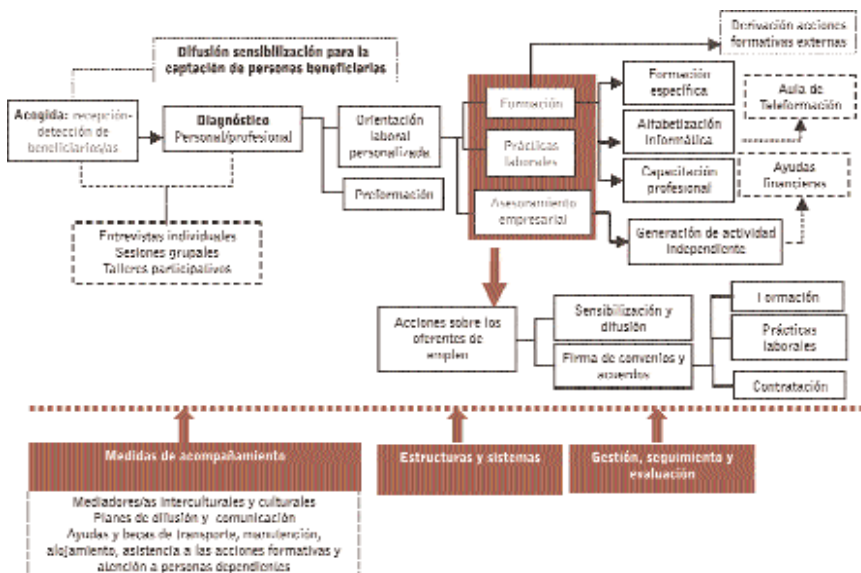 Difusión sensibilización para la
captación de personas beneficiarias
Derivación acciones
formativas externas
Acogida: recepción-
detección de
beneficiarios/as
Diagnóstico
Personal/profesional
Orientación
laboral
personalizada
Preformación
Entrevistas individuales
Sesiones grupales
Talleres participativos
Formación
Prácticas
laborales
Asesoramiento
empresarial
Formación
específica
Alfabetización
informática
Capacitación
profesional
Generación de actividad
independiente
Aula de
Teleformación
Ayudas
financieras
Acciones sobre los
oferentes de
empleo
Sensibilización y
difusión
Firma de convenios y
acuerdos
Formación
Prácticas
laborales
Contratación
Medidas de acompañamiento
Mediadores/as interculturales y culturales
Planes de difusión y comunicación
Ayudas y becas de transporte, manutención,
alojamiento, asistencia a las acciones formativas y
atención a personas dependientes
Estructuras y sistemas
Gestión, seguimiento y
evaluación